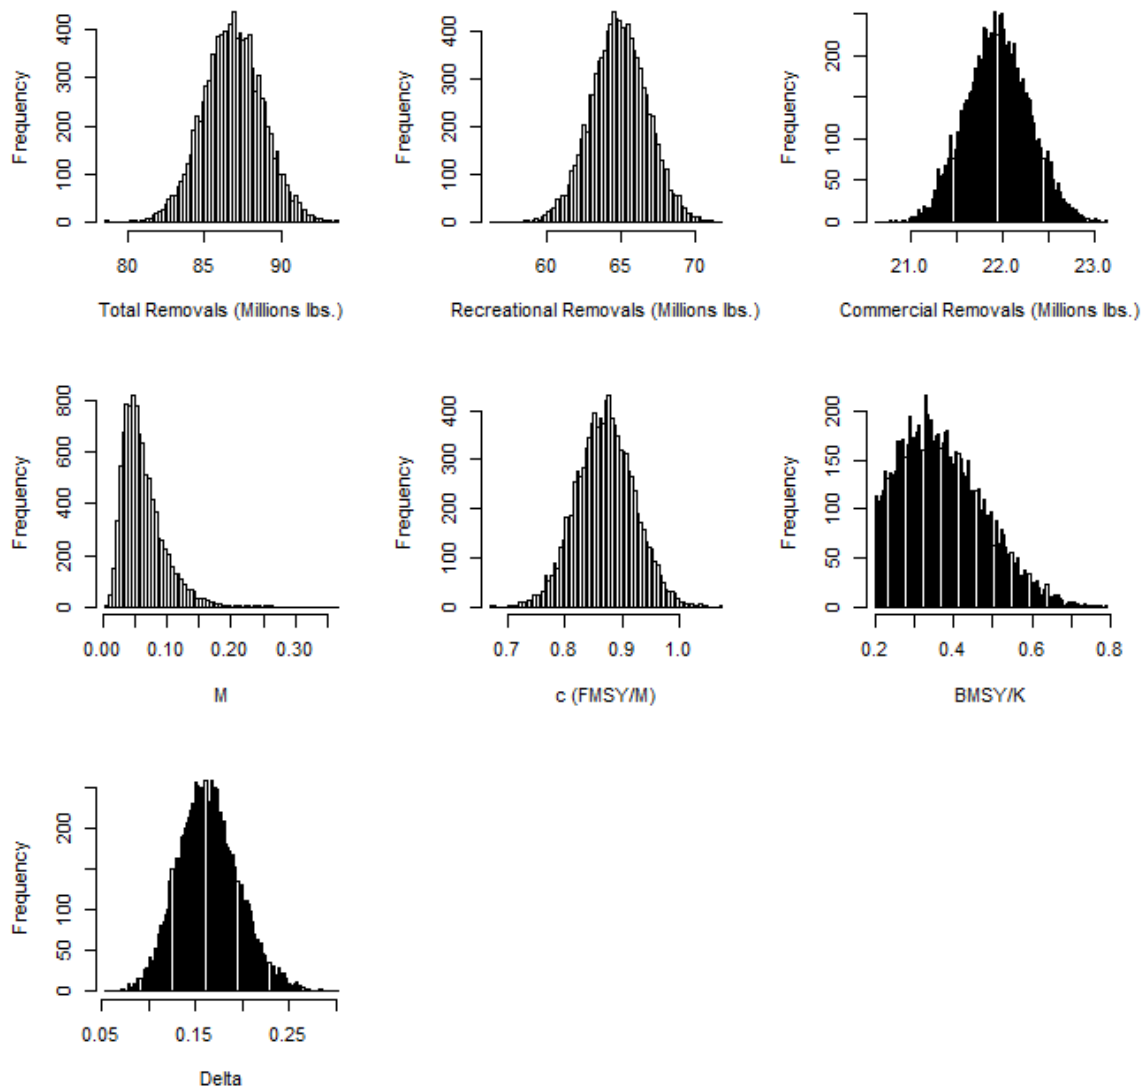 Frequency
0 100 200 300 400
80 85 90
Total Removals (Millions lbs.)
Frequency
0 100 200 300 400
60 65 70
Recreational Removals (Millions lbs.)
Frequency
0 50 100 200
21.0 22.0 23.0
Commercial Removals (Millions lbs.)
Frequency
0 200 400 600 800
0.00 0.10 0.20 0.30
M
Frequency
0 100 200 300 400
0.7 0.8 0.9 1.0
c (FMSY/M)
Frequency
0 50 100 150 200
0.2 0.4 0.6 0.8
BMSY/K
Frequency
0 50 100 200
0.05 0.15 0.25
Delta